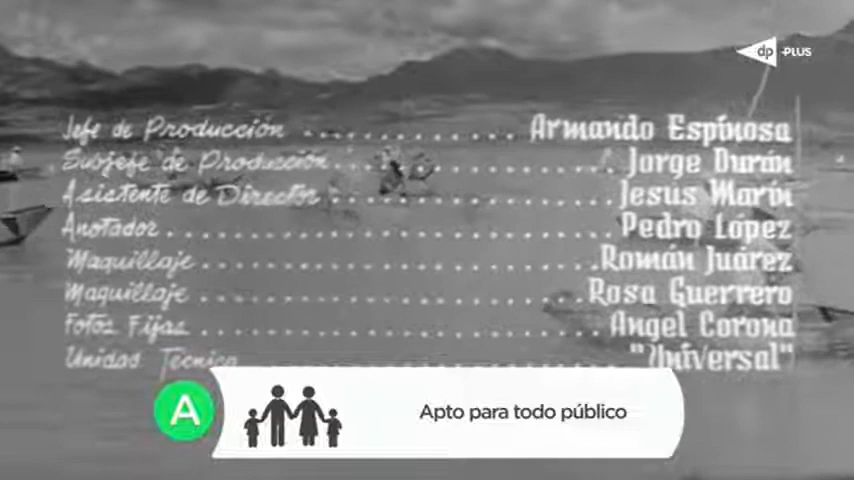 dp PLUS
Jefe de Producción .............. Armando Espinosa
Subjefe de Producción .............. Jorge Durán
Asistente de Director .............. Jesus Marín
Anotador .............. Pedro López
Maquillaje .............. Román Juárez
Maquillaje .............. Rosa Guerrero
Fotos Fijas .............. Angel Corona
Unidad Tecnica .............. "Universal"
A
Apto para todo público